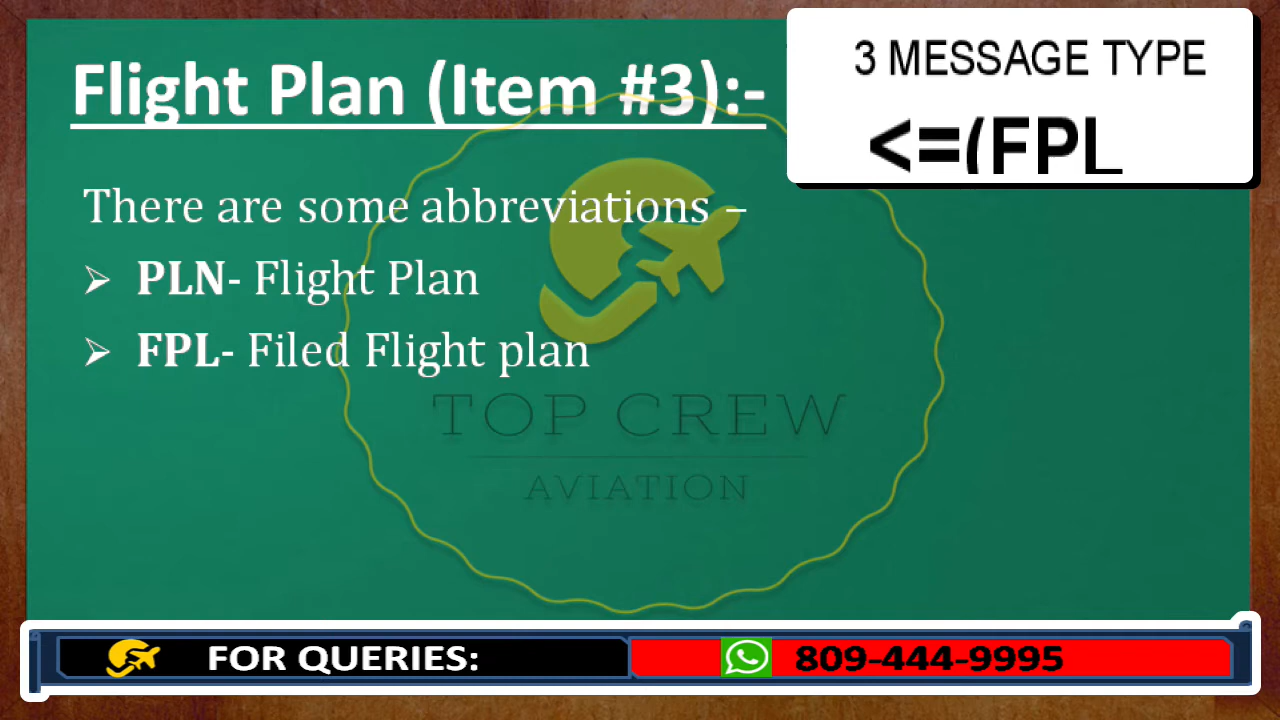 Flight Plan (Item #3):-
3 MESSAGE TYPE
<=(FPL
There are some abbreviations –
➢ PLN- Flight Plan
➢ FPL- Filed Flight plan
TOP CREW
AVIATION
FOR QUERIES:
809-444-9995